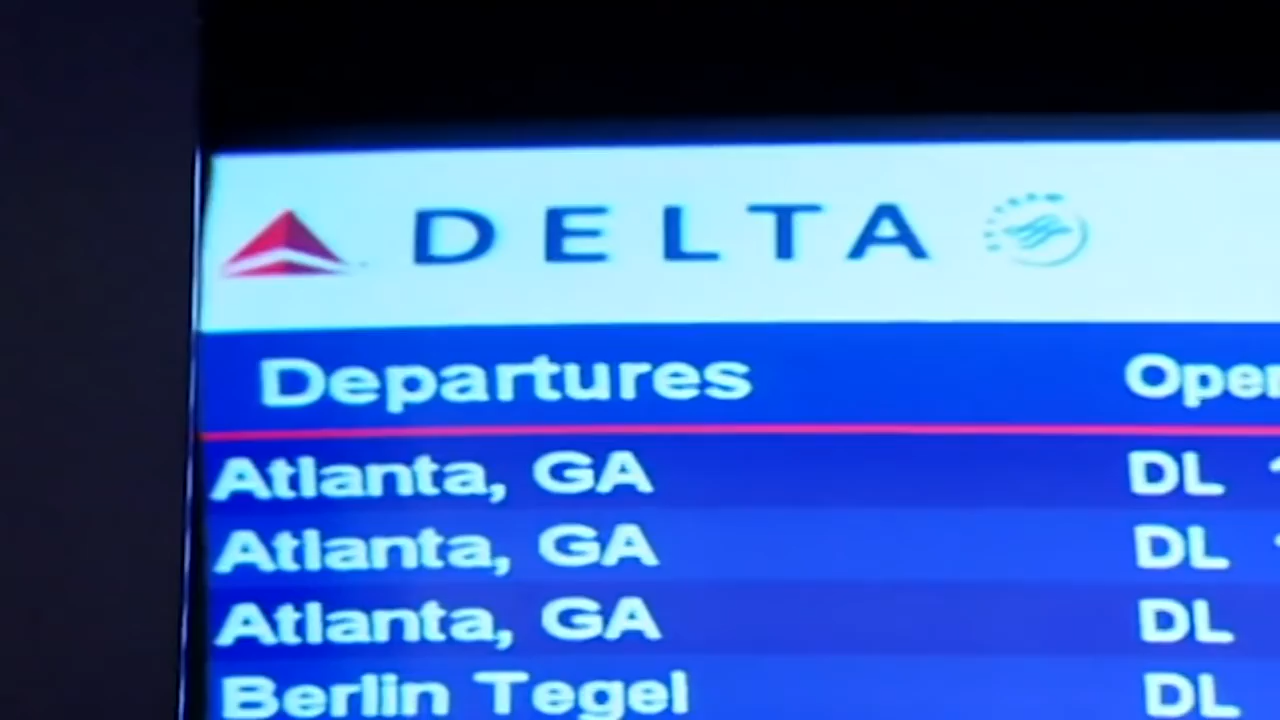 DELTA
Departures
Atlanta, GA DL
Atlanta, GA DL
Atlanta, GA DL
Berlin Tegel DL